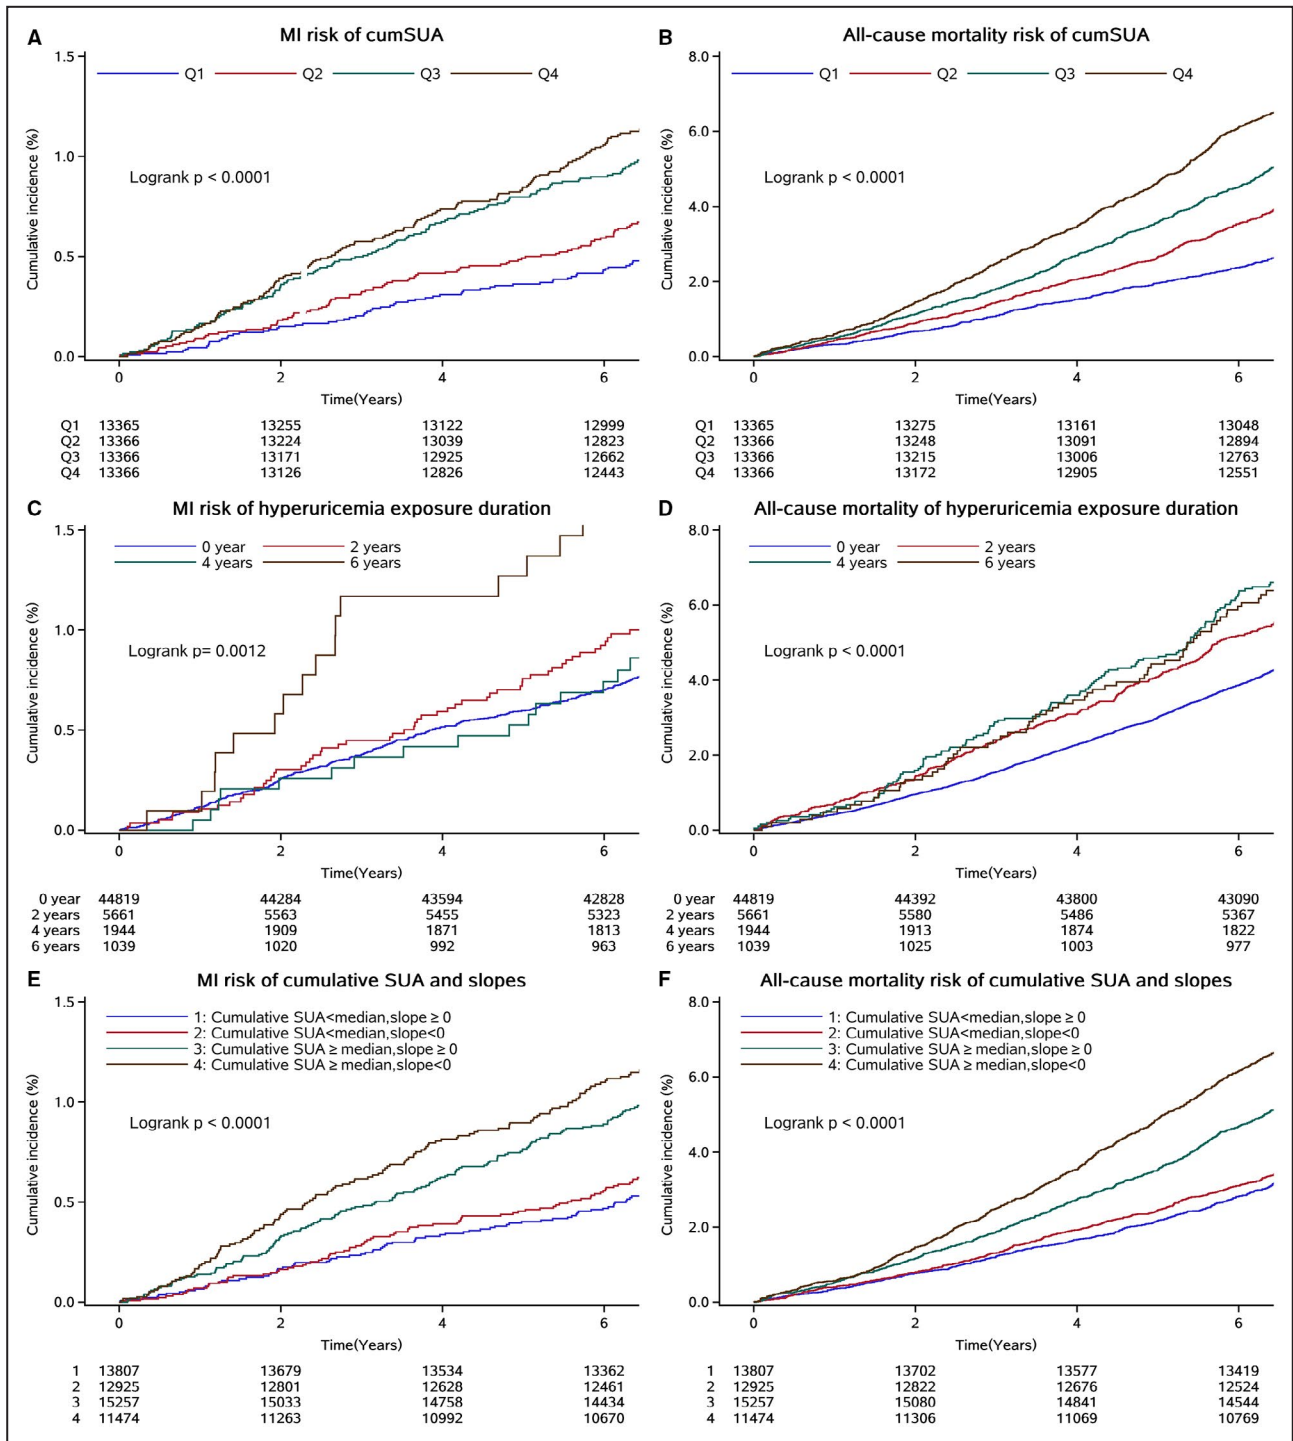 A MI risk of cumSUA
1.5
1.0
0.5
0.0
Cumulative incidence (%)
Q1 Q2 Q3 Q4
Logrank p < 0.0001
0 2 4 6
Time(Years)
Q1 13365 13255 13122 12999
Q2 13366 13224 13039 12823
Q3 13366 13171 12925 12662
Q4 13366 13126 12826 12443
B All-cause mortality risk of cumSUA
8.0
6.0
4.0
2.0
0.0
Cumulative incidence (%)
Q1 Q2 Q3 Q4
Logrank p < 0.0001
0 2 4 6
Time(Years)
Q1 13365 13275 13161 13048
Q2 13366 13248 13091 12894
Q3 13366 13215 13006 12763
Q4 13366 13172 12905 12551
C MI risk of hyperuricemia exposure duration
1.5
1.0
0.5
0.0
Cumulative incidence (%)
0 year 2 years
4 years 6 years
Logrank p= 0.0012
0 2 4 6
Time(Years)
0 year 44819 44284 43594 42828
2 years 5661 5563 5455 5323
4 years 1944 1909 1871 1813
6 years 1039 1020 992 963
D All-cause mortality of hyperuricemia exposure duration
8.0
6.0
4.0
2.0
0.0
Cumulative incidence (%)
0 year 2 years
4 years 6 years
Logrank p < 0.0001
0 2 4 6
Time(Years)
0 year 44819 44392 43800 43090
2 years 5661 5580 5486 5367
4 years 1944 1913 1874 1822
6 years 1039 1025 1003 977
E MI risk of cumulative SUA and slopes
1.5
1.0
0.5
0.0
Cumulative incidence (%)
1: Cumulative SUA<median,slope ≥ 0
2: Cumulative SUA<median,slope<0
3: Cumulative SUA ≥ median,slope ≥ 0
4: Cumulative SUA ≥ median,slope<0
Logrank p < 0.0001
0 2 4 6
Time(Years)
1 13807 13679 13534 13362
2 12925 12801 12628 12461
3 15257 15033 14758 14434
4 11474 11263 10992 10670
F All-cause mortality risk of cumulative SUA and slopes
8.0
6.0
4.0
2.0
0.0
Cumulative incidence (%)
1: Cumulative SUA<median,slope ≥ 0
2: Cumulative SUA<median,slope<0
3: Cumulative SUA ≥ median,slope ≥ 0
4: Cumulative SUA ≥ median,slope<0
Logrank p < 0.0001
0 2 4 6
Time(Years)
1 13807 13702 13577 13419
2 12925 12822 12676 12524
3 15257 15080 14841 14544
4 11474 11306 11069 10769